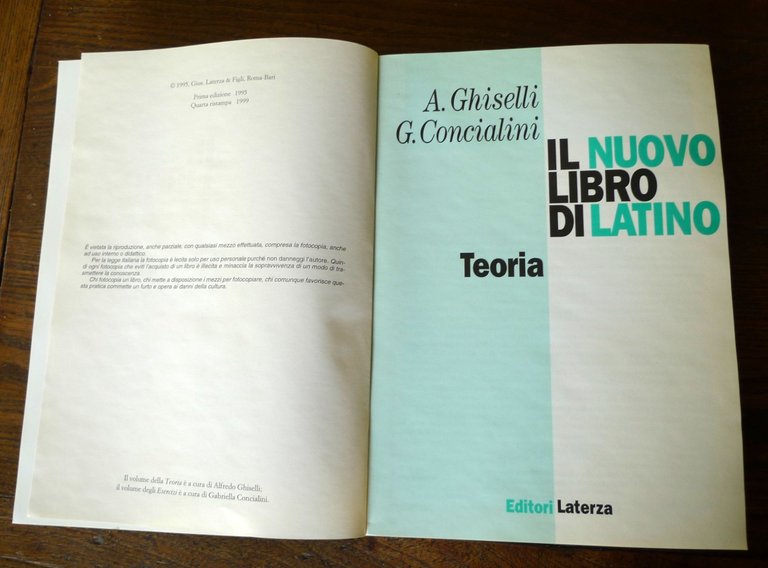 © 1995, Gius. Laterza & Figli, Roma-Bari
Prima edizione 1995
Quarta ristampa 1999
È vietata la riproduzione, anche parziale, con qualsiasi mezzo effettuata, compresa la fotocopia, anche
ad uso interno o didattico.
Per la legge italiana la fotocopia è lecita solo per uso personale purché non danneggi l'autore. Quin-
di ogni fotocopia che eviti l'acquisto di un libro è illecita e minaccia la sopravvivenza di un modo di tra-
smettere la conoscenza.
Chi fotocopia un libro, chi mette a disposizione i mezzi per fotocopiare, chi comunque favorisce que-
sta pratica commette un furto e opera ai danni della cultura.
Il volume della Teoria è a cura di Alfredo Ghiselli;
il volume degli Esercizi è a cura di Gabriella Concialini.
A. Ghiselli
G. Concialini
IL NUOVO
LIBRO
DI LATINO
Teoria
Editori Laterza